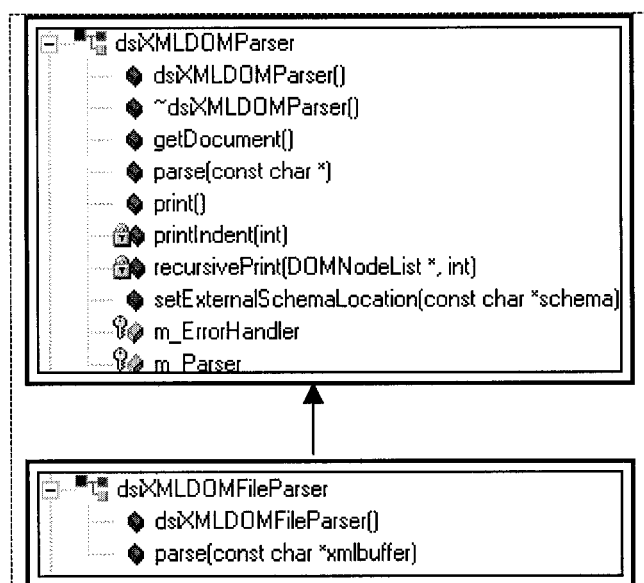 dsiXMLDOMParser
dsiXMLDOMParser()
~dsiXMLDOMParser()
getDocument()
parse(const char *)
print()
printIndent(int)
recursivePrint(DOMNodeList *, int)
setExternalSchemaLocation(const char *schema)
m_ErrorHandler
m_Parser
dsiXMLDOMFileParser
dsiXMLDOMFileParser()
parse(const char *xmlbuffer)